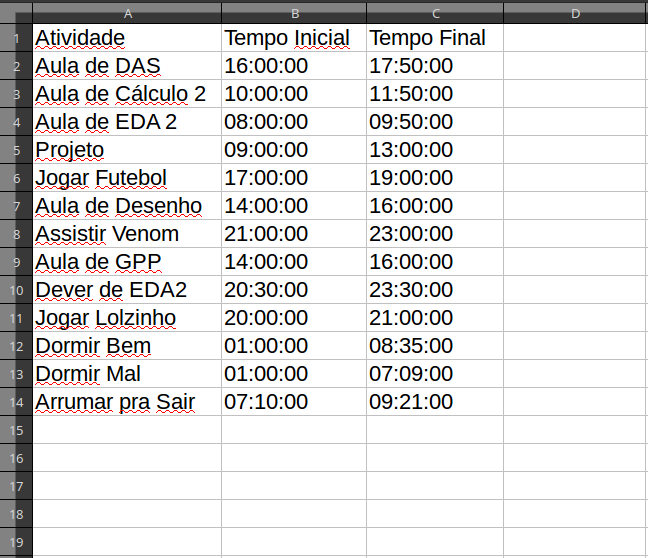 A B C D
1 Atividade Tempo Inicial Tempo Final
2 Aula de DAS 16:00:00 17:50:00
3 Aula de Cálculo 2 10:00:00 11:50:00
4 Aula de EDA 2 08:00:00 09:50:00
5 Projeto 09:00:00 13:00:00
6 Jogar Futebol 17:00:00 19:00:00
7 Aula de Desenho 14:00:00 16:00:00
8 Assistir Venom 21:00:00 23:00:00
9 Aula de GPP 14:00:00 16:00:00
10 Dever de EDA2 20:30:00 23:30:00
11 Jogar Lolzinho 20:00:00 21:00:00
12 Dormir Bem 01:00:00 08:35:00
13 Dormir Mal 01:00:00 07:09:00
14 Arrumar pra Sair 07:10:00 09:21:00
15
16
17
18
19